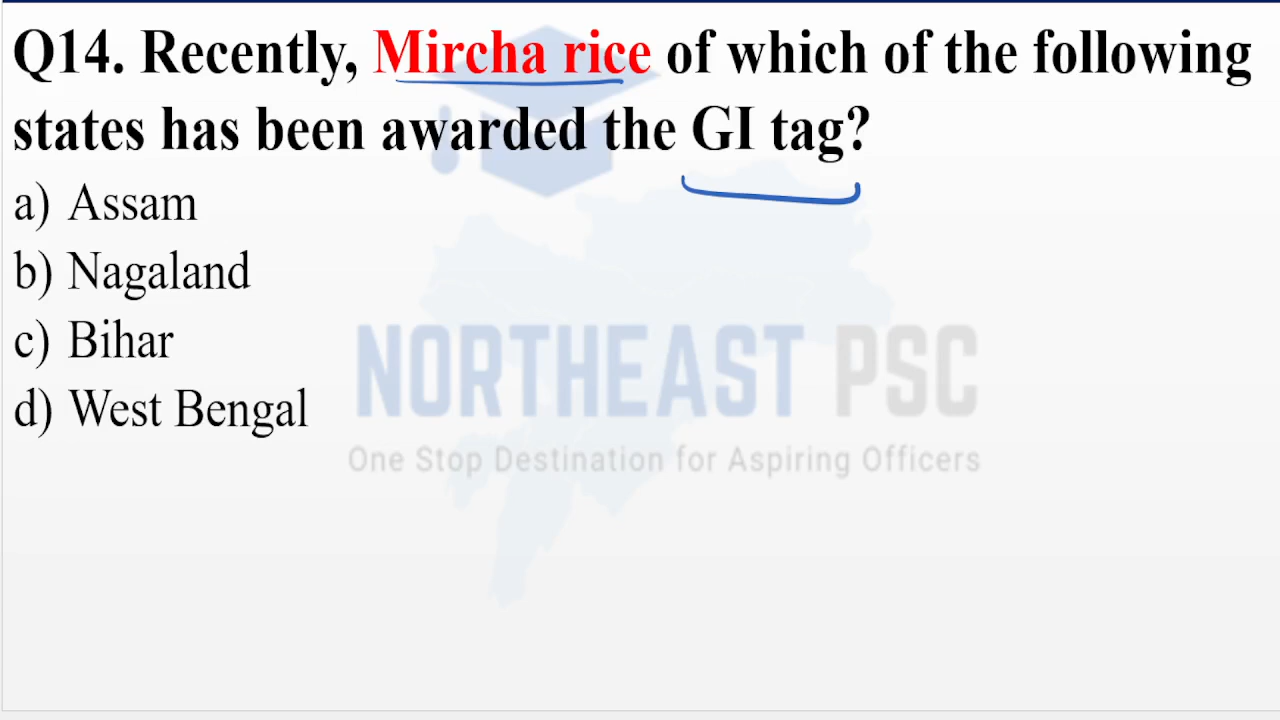 Q14. Recently, Mircha rice of which of the following
states has been awarded the GI tag?
a) Assam
b) Nagaland
c) Bihar
d) West Bengal
NORTHEAST PSC
One Stop Destination for Aspiring Officers